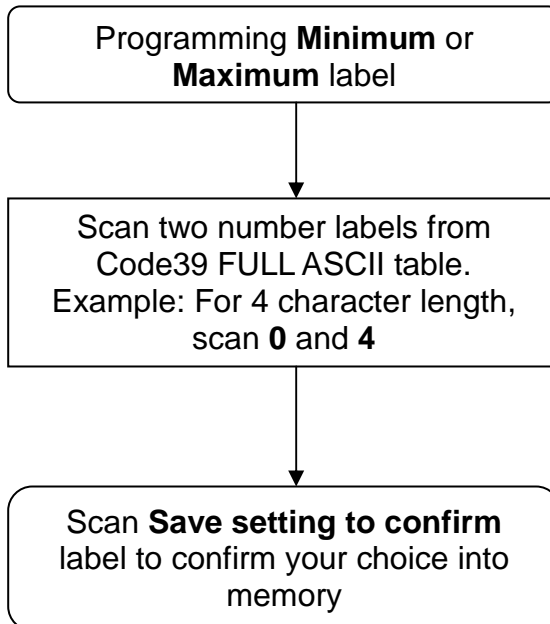 Programming Minimum or
Maximum label
Scan two number labels from
Code39 FULL ASCII table.
Example: For 4 character length,
scan 0 and 4
Scan Save setting to confirm
label to confirm your choice into
memory